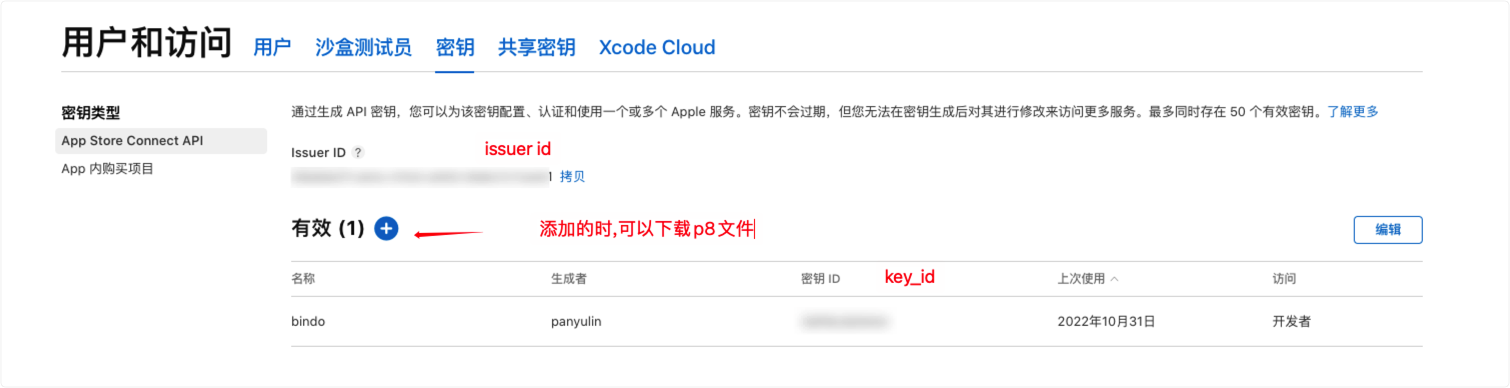 用户和访问 用户 沙盒测试员 密钥 共享密钥 Xcode Cloud
密钥类型
App Store Connect API
App 内购买项目
通过生成 API 密钥，您可以为该密钥配置、认证和使用一个或多个 Apple 服务。密钥不会过期，但您无法在密钥生成后对其进行修改来访问更多服务。最多同时存在 50 个有效密钥。了解更多
Issuer ID ? issuer id
拷贝
有效 (1) + 添加的时,可以下载p8文件 编辑
名称 生成者 密钥 ID key_id 上次使用 访问
bindo panyulin 2022年10月31日 开发者